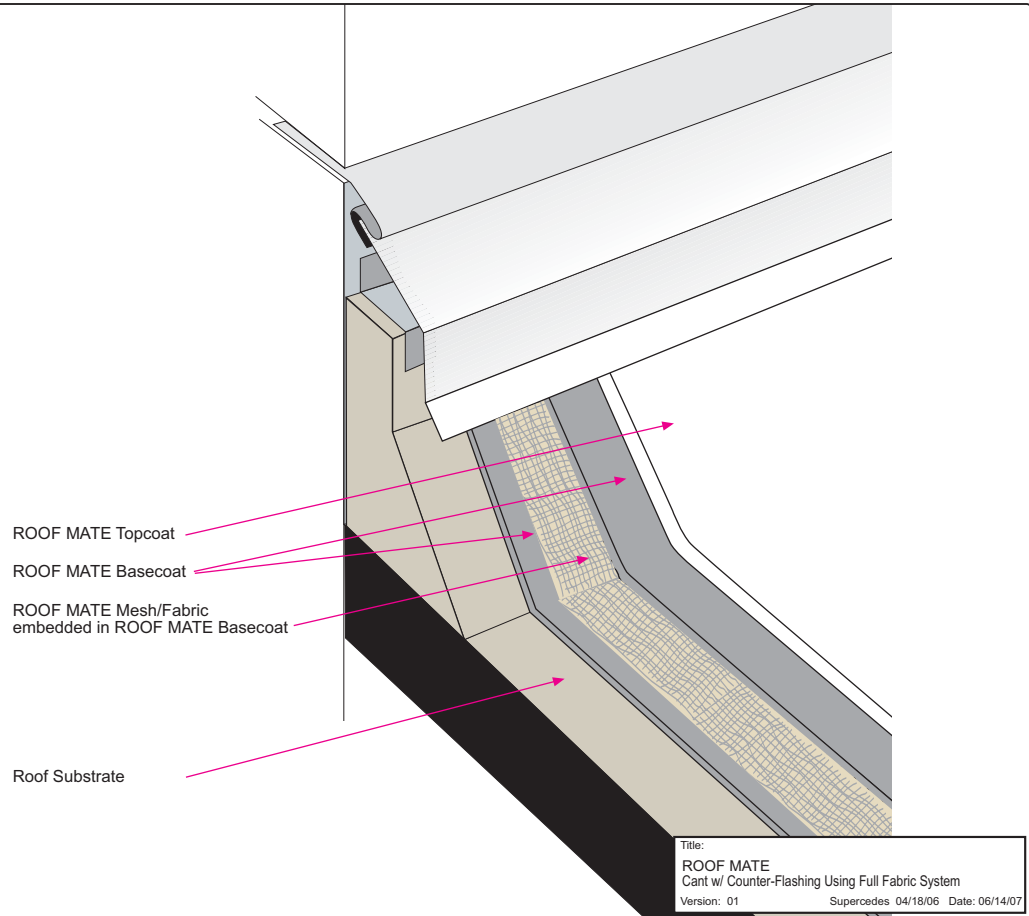 ROOF MATE Topcoat
ROOF MATE Basecoat
ROOF MATE Mesh/Fabric
embedded in ROOF MATE Basecoat
Roof Substrate
Title:
ROOF MATE
Cant w/ Counter-Flashing Using Full Fabric System
Version: 01 Supercedes 04/18/06 Date: 06/14/07